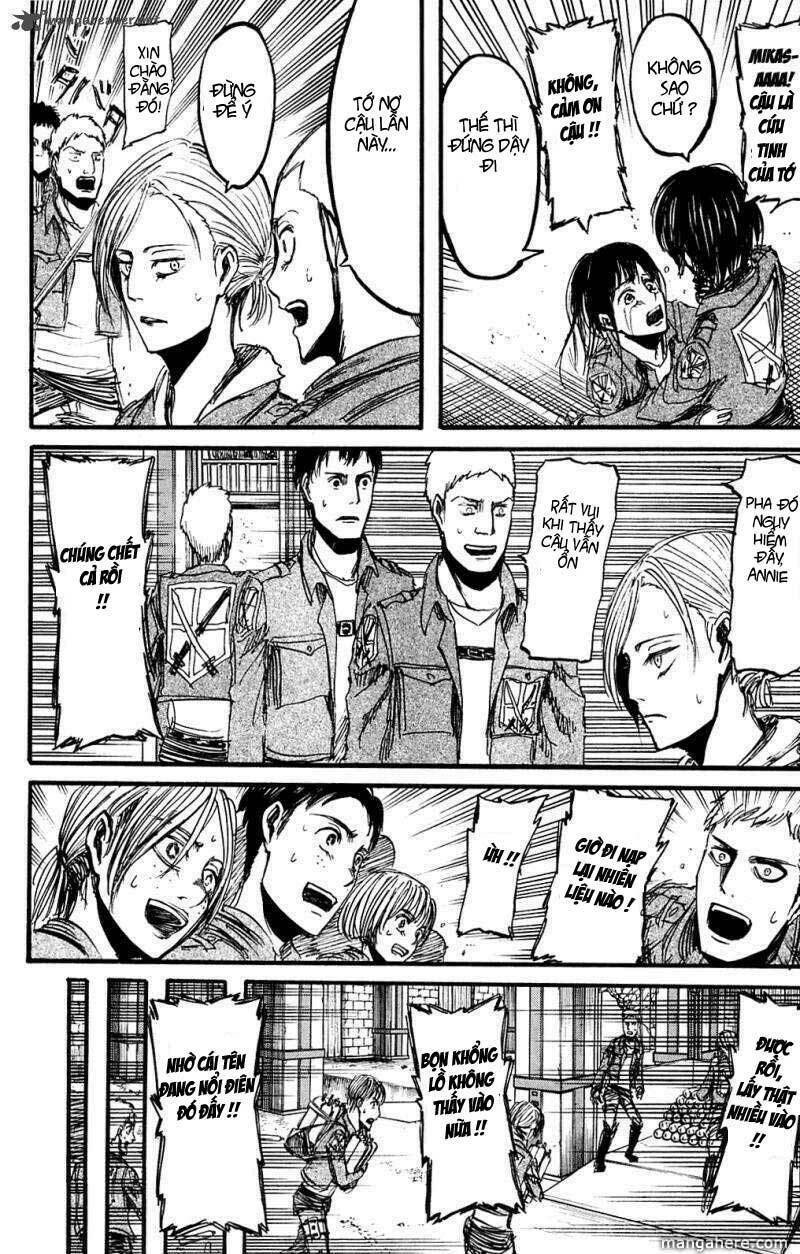 MIKAS-
AAAA!
CẬU LÀ
CỨU
TINH
CỦA TỚ
KHÔNG
SAO
CHỨ ?
KHÔNG,
CẢM ƠN
CẬU !!
THẾ THÌ
ĐỨNG DẬY
ĐI
TỚ NỢ
CẬU LẦN
NÀY...
ĐỪNG
ĐỂ Ý
XIN
CHÀO
ĐẰNG
ĐÓ!
PHA ĐÓ
NGUY
HIỂM
ĐẤY,
ANNIE
RẤT VUI
KHI THẤY
CẬU VẪN
ỔN
CHÚNG CHẾT
CẢ RỒI
!!
GIỜ ĐI NẠP
LẠI NHIÊN
LIỆU NÀO !
ÙH !!
ĐƯỢC
RỒI,
LẤY THẬT
NHIỀU VÀO!!
BỌN KHỔNG
LỒ KHÔNG
THẤY VÀO
NỮA !!
NHỜ CÁI TÊN
ĐANG NỔI ĐIÊN
ĐÓ ĐẤY !!
mangahere.com